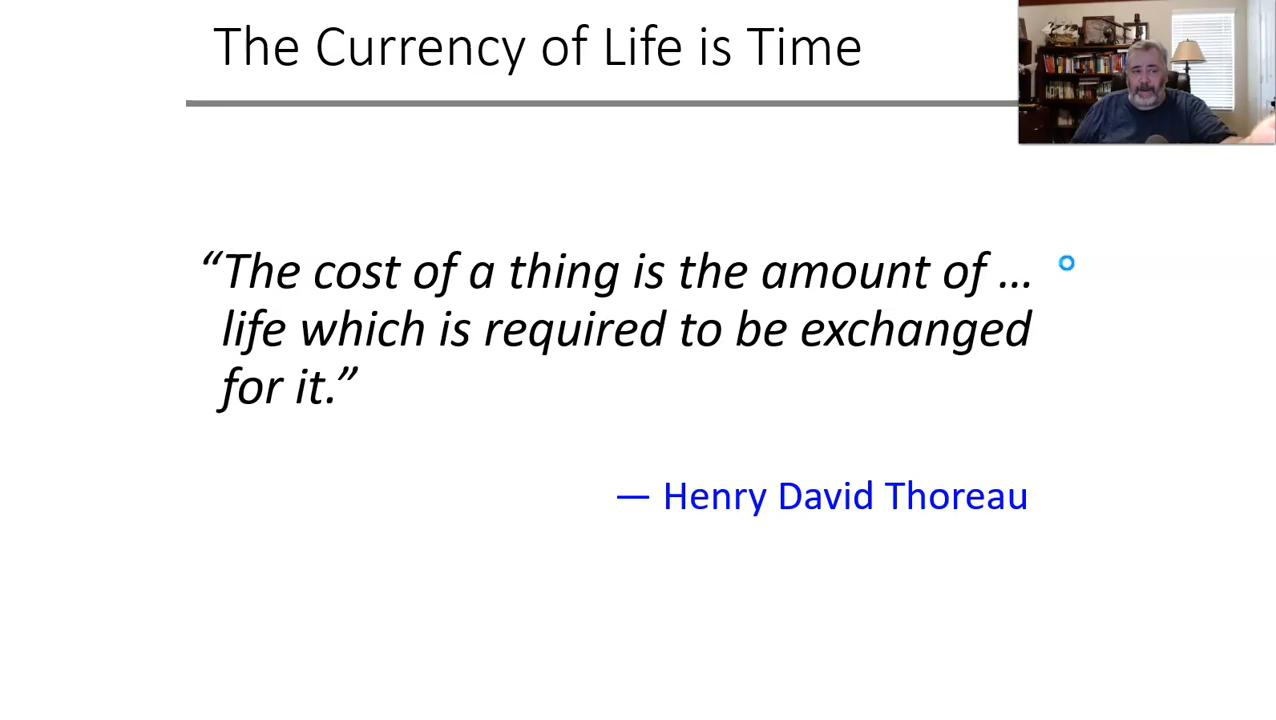 The Currency of Life is Time
“The cost of a thing is the amount of …
life which is required to be exchanged
for it.”
— Henry David Thoreau